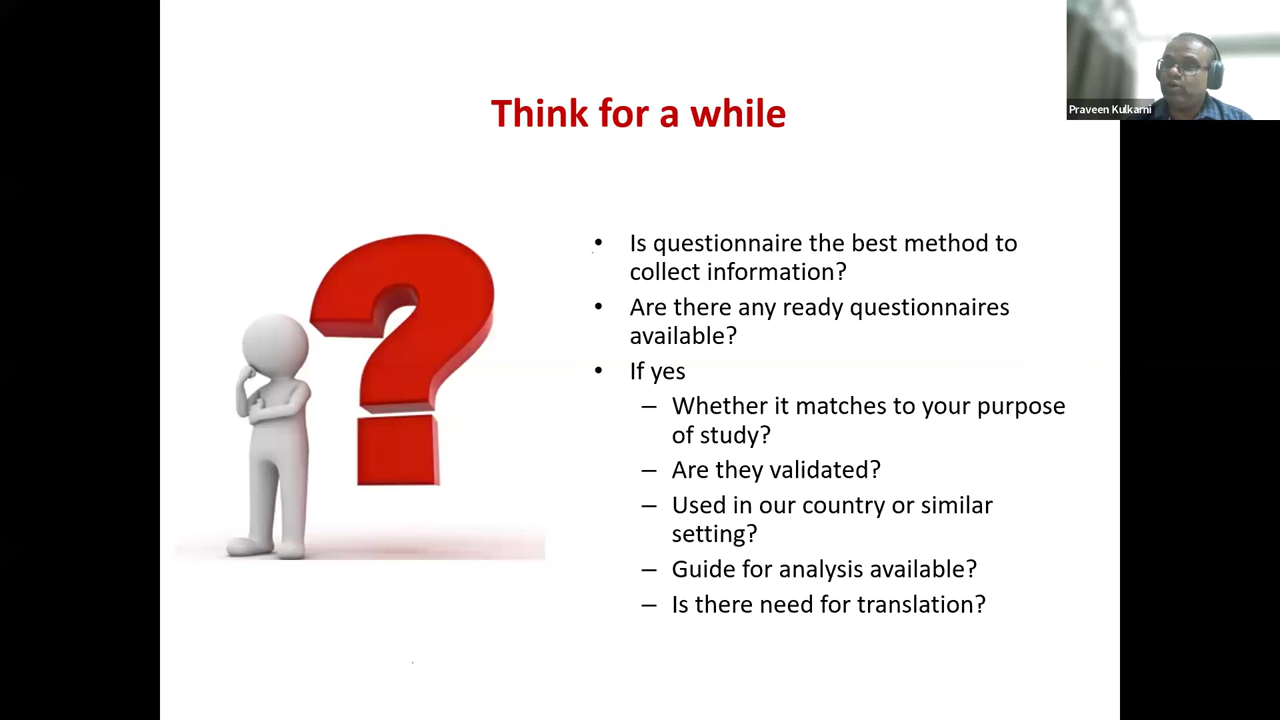 Praveen Kulkarni
Think for a while
• Is questionnaire the best method to
collect information?
• Are there any ready questionnaires
available?
• If yes
– Whether it matches to your purpose
of study?
– Are they validated?
– Used in our country or similar
setting?
– Guide for analysis available?
– Is there need for translation?